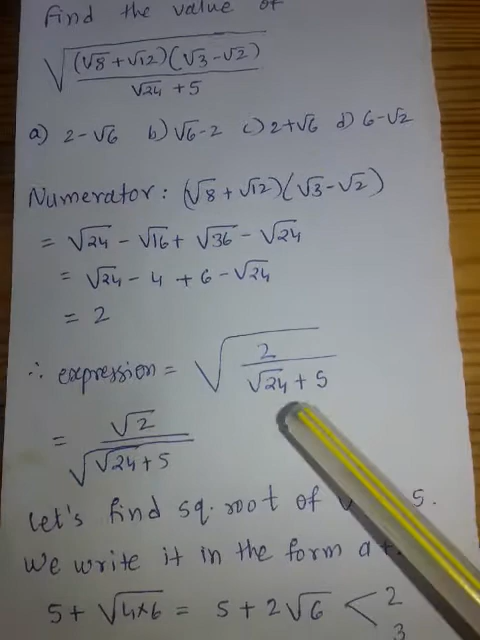 Find the value of
√((√8+√12)(√3-√2)/(√24+5))
a) 2-√6 b) √6-2 c) 2+√6 d) 6-√2
Numerator: (√8+√12)(√3-√2)
= √24 - √16 + √36 - √24
= √24 - 4 + 6 - √24
= 2
∴ expression = √(2/(√24+5))
= √2/√(√24+5)
Let's find sq. root of 5.
We write it in the form a+
5 + √4×6 = 5 + 2√6 < 2
3